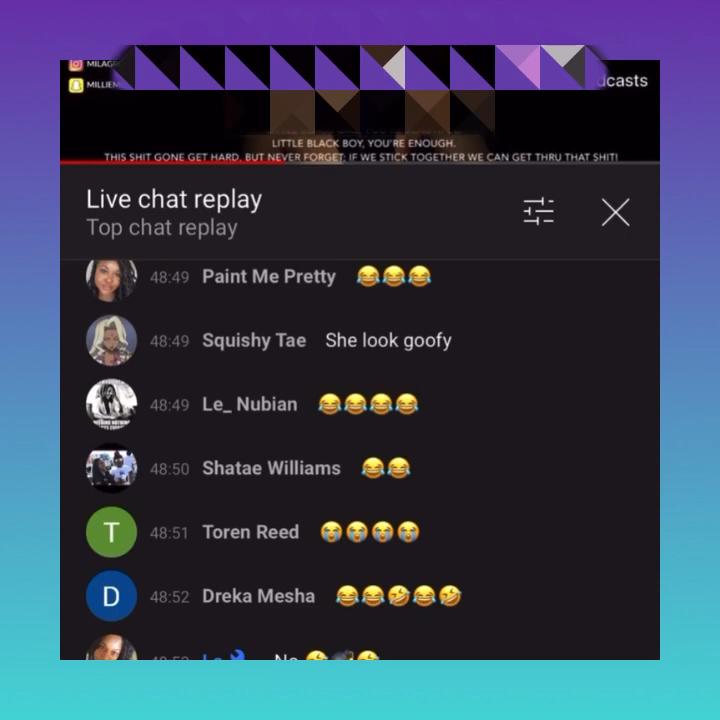 MILLIEM
dcasts
LITTLE BLACK BOY, YOU'RE ENOUGH.
THIS SHIT GONE GET HARD, BUT NEVER FORGET; IF WE STICK TOGETHER WE CAN GET THRU THAT SHIT!
Live chat replay
Top chat replay
48:49 Paint Me Pretty 😂😂😂
48:49 Squishy Tae She look goofy
48:49 Le_ Nubian 😂😂😂😂
48:50 Shatae Williams 😂😂
T 48:51 Toren Reed 😭😭😭😭
D 48:52 Dreka Mesha 😂😂🤣😂🤣